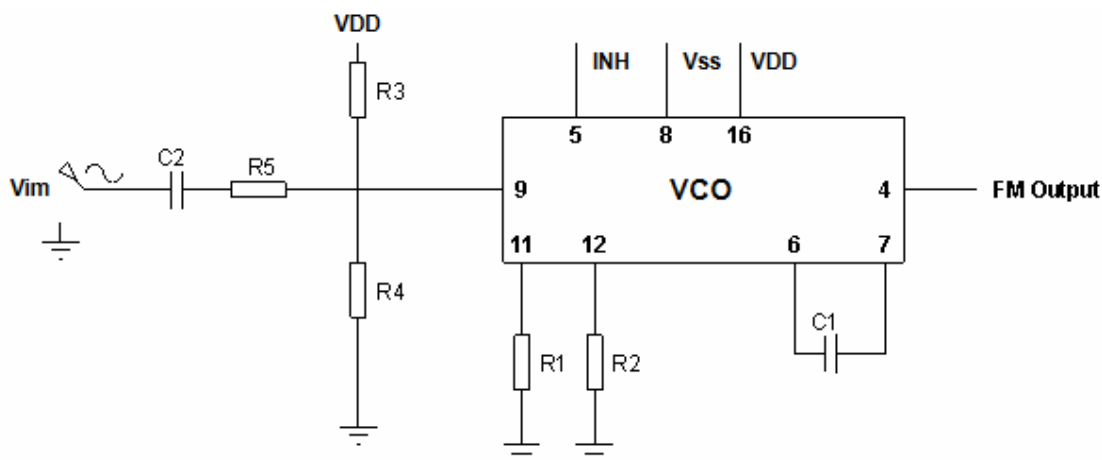 VDD
INH Vss VDD
R3
5 8 16
C2
R5
Vim
9 VCO 4 FM Output
11 12 6 7
R4
C1
R1 R2